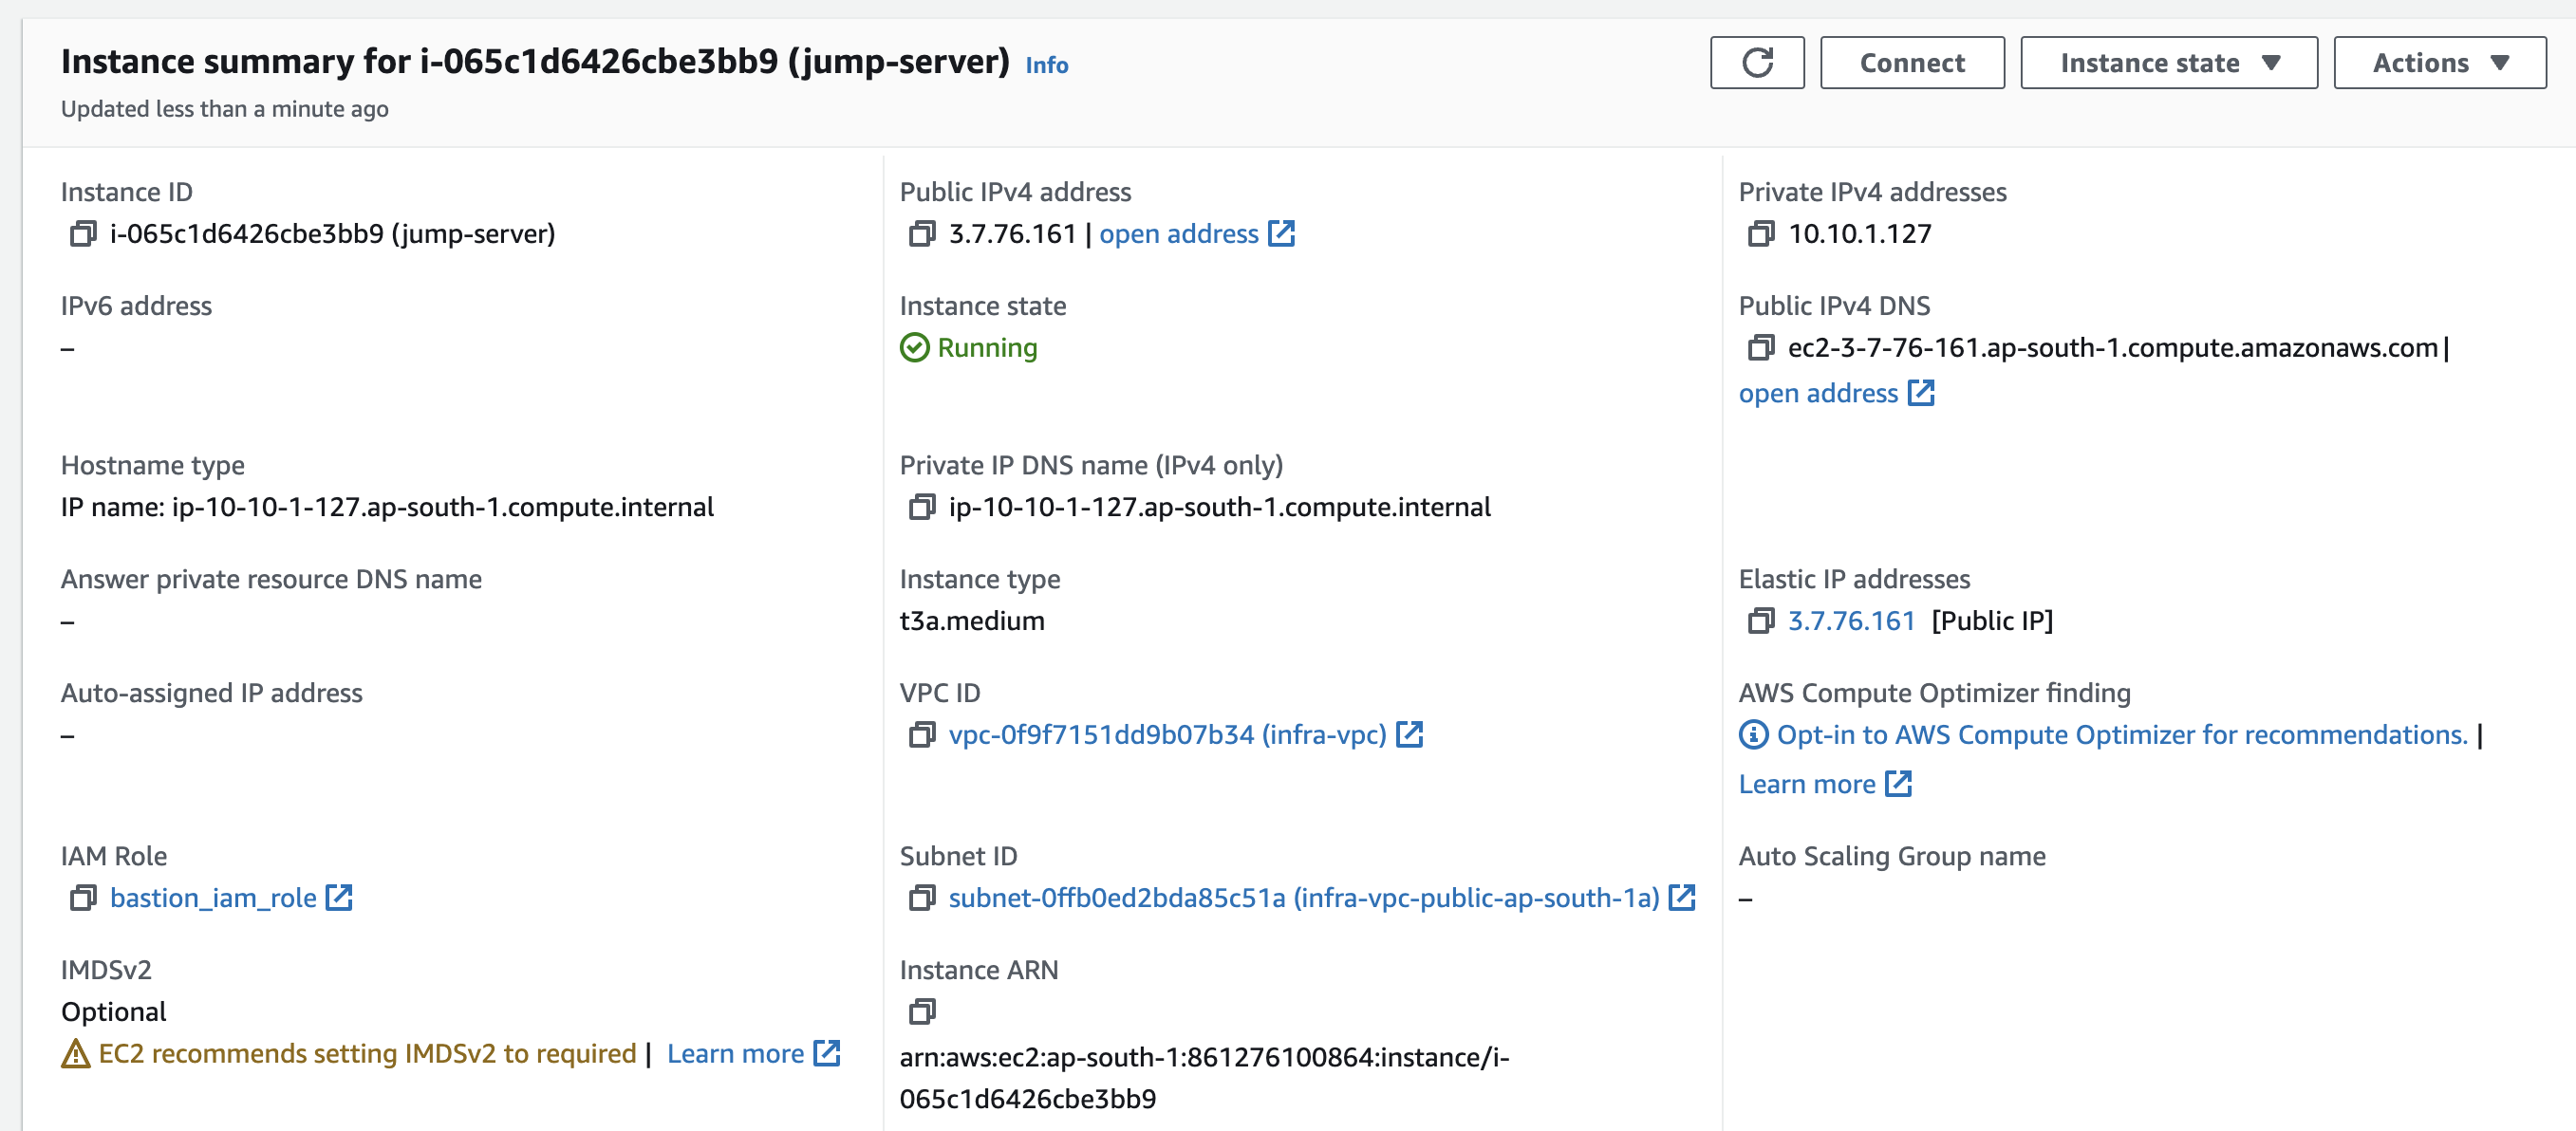 Instance summary for i-065c1d6426cbe3bb9 (jump-server) Info
Updated less than a minute ago
Connect
Instance state
Actions
Instance ID
i-065c1d6426cbe3bb9 (jump-server)
Public IPv4 address
3.7.76.161 | open address
Private IPv4 addresses
10.10.1.127
IPv6 address
–
Instance state
Running
Public IPv4 DNS
ec2-3-7-76-161.ap-south-1.compute.amazonaws.com |
open address
Hostname type
IP name: ip-10-10-1-127.ap-south-1.compute.internal
Private IP DNS name (IPv4 only)
ip-10-10-1-127.ap-south-1.compute.internal
Answer private resource DNS name
–
Instance type
t3a.medium
Elastic IP addresses
3.7.76.161 [Public IP]
Auto-assigned IP address
–
VPC ID
vpc-0f9f7151dd9b07b34 (infra-vpc)
AWS Compute Optimizer finding
Opt-in to AWS Compute Optimizer for recommendations. |
Learn more
IAM Role
bastion_iam_role
Subnet ID
subnet-0ffb0ed2bda85c51a (infra-vpc-public-ap-south-1a)
Auto Scaling Group name
–
IMDSv2
Optional
EC2 recommends setting IMDSv2 to required | Learn more
Instance ARN
arn:aws:ec2:ap-south-1:861276100864:instance/i-
065c1d6426cbe3bb9